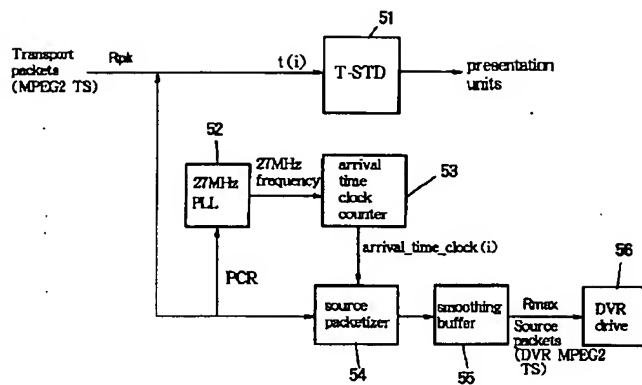 51
Transport
packets
(MPEG2 TS)
Rpk
t(i)
T-STD
presentation
units
52
27MHz
PLL
27MHz
frequency
arrival
time
clock
counter
53
arrival_time_clock(i)
PCR
source
packetizer
54
smoothing
buffer
55
Rmax
Source
packets
(DVR MPEG2
TS)
56
DVR
drive